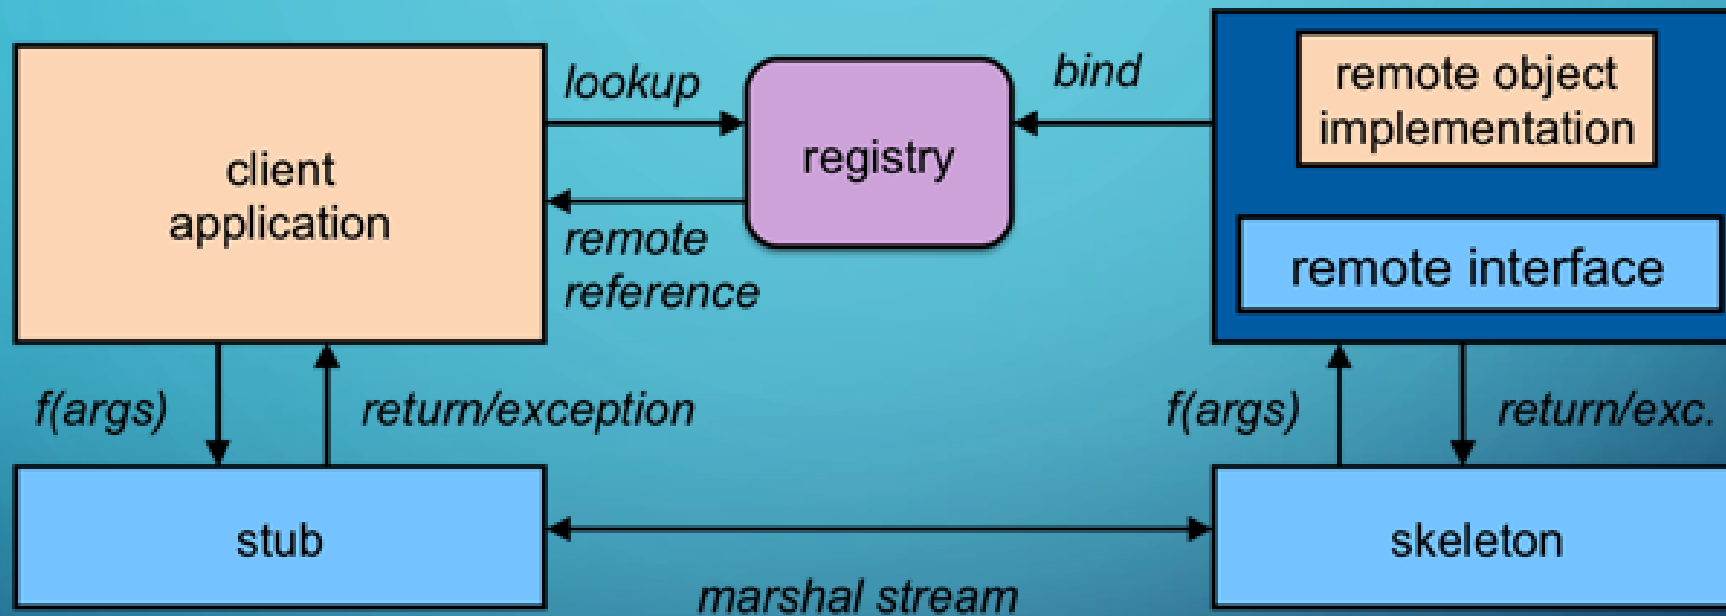 client
application
lookup
remote
reference
registry
bind
remote object
implementation
remote interface
f(args)
return/exception
f(args)
return/exc.
stub
marshal stream
skeleton